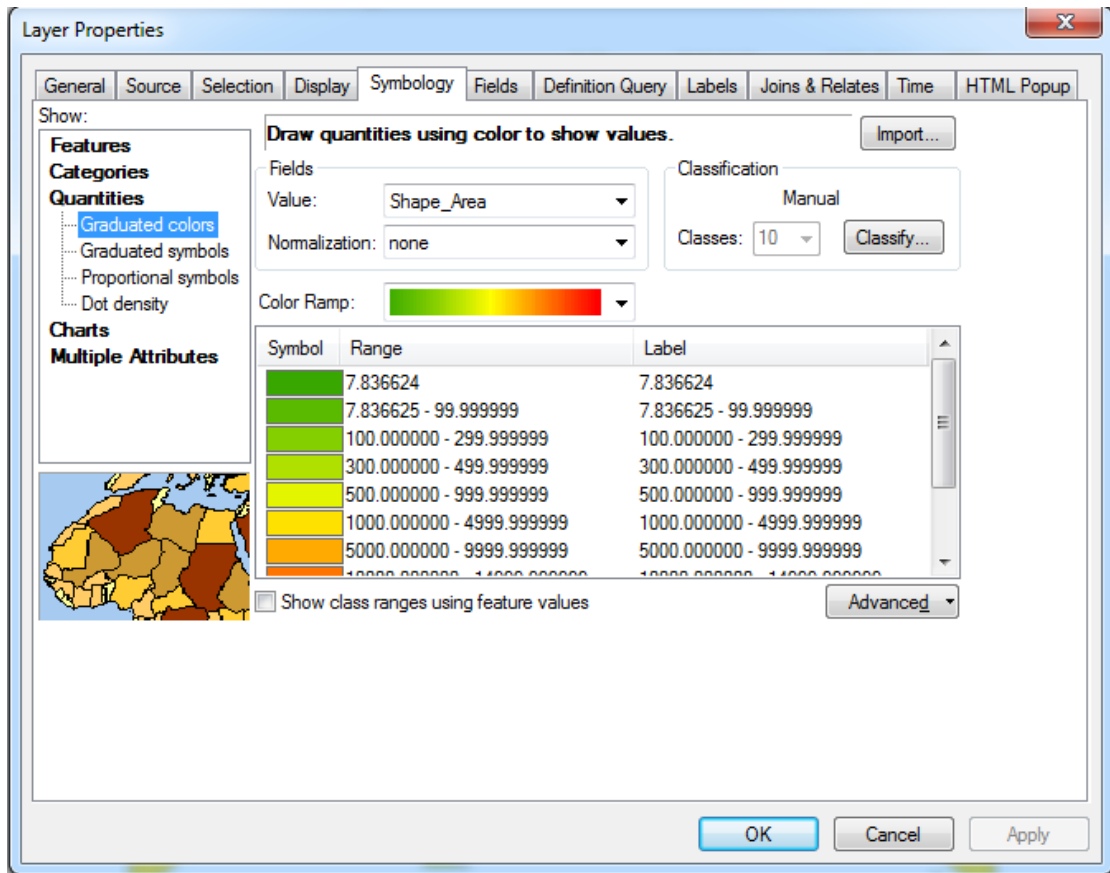 Layer Properties
x
General Source Selection Display Symbology Fields Definition Query Labels Joins & Relates Time HTML Popup
Show:
Features
Categories
Quantities
Graduated colors
Graduated symbols
Proportional symbols
Dot density
Charts
Multiple Attributes
Draw quantities using color to show values.
Import...
Fields
Value: Shape_Area
Normalization: none
Classification
Manual
Classes: 10 Classify...
Color Ramp:
Symbol Range Label
7.836624 7.836624
7.836625 - 99.999999 7.836625 - 99.999999
100.000000 - 299.999999 100.000000 - 299.999999
300.000000 - 499.999999 300.000000 - 499.999999
500.000000 - 999.999999 500.000000 - 999.999999
1000.000000 - 4999.999999 1000.000000 - 4999.999999
5000.000000 - 9999.999999 5000.000000 - 9999.999999
Show class ranges using feature values
Advanced
OK Cancel Apply